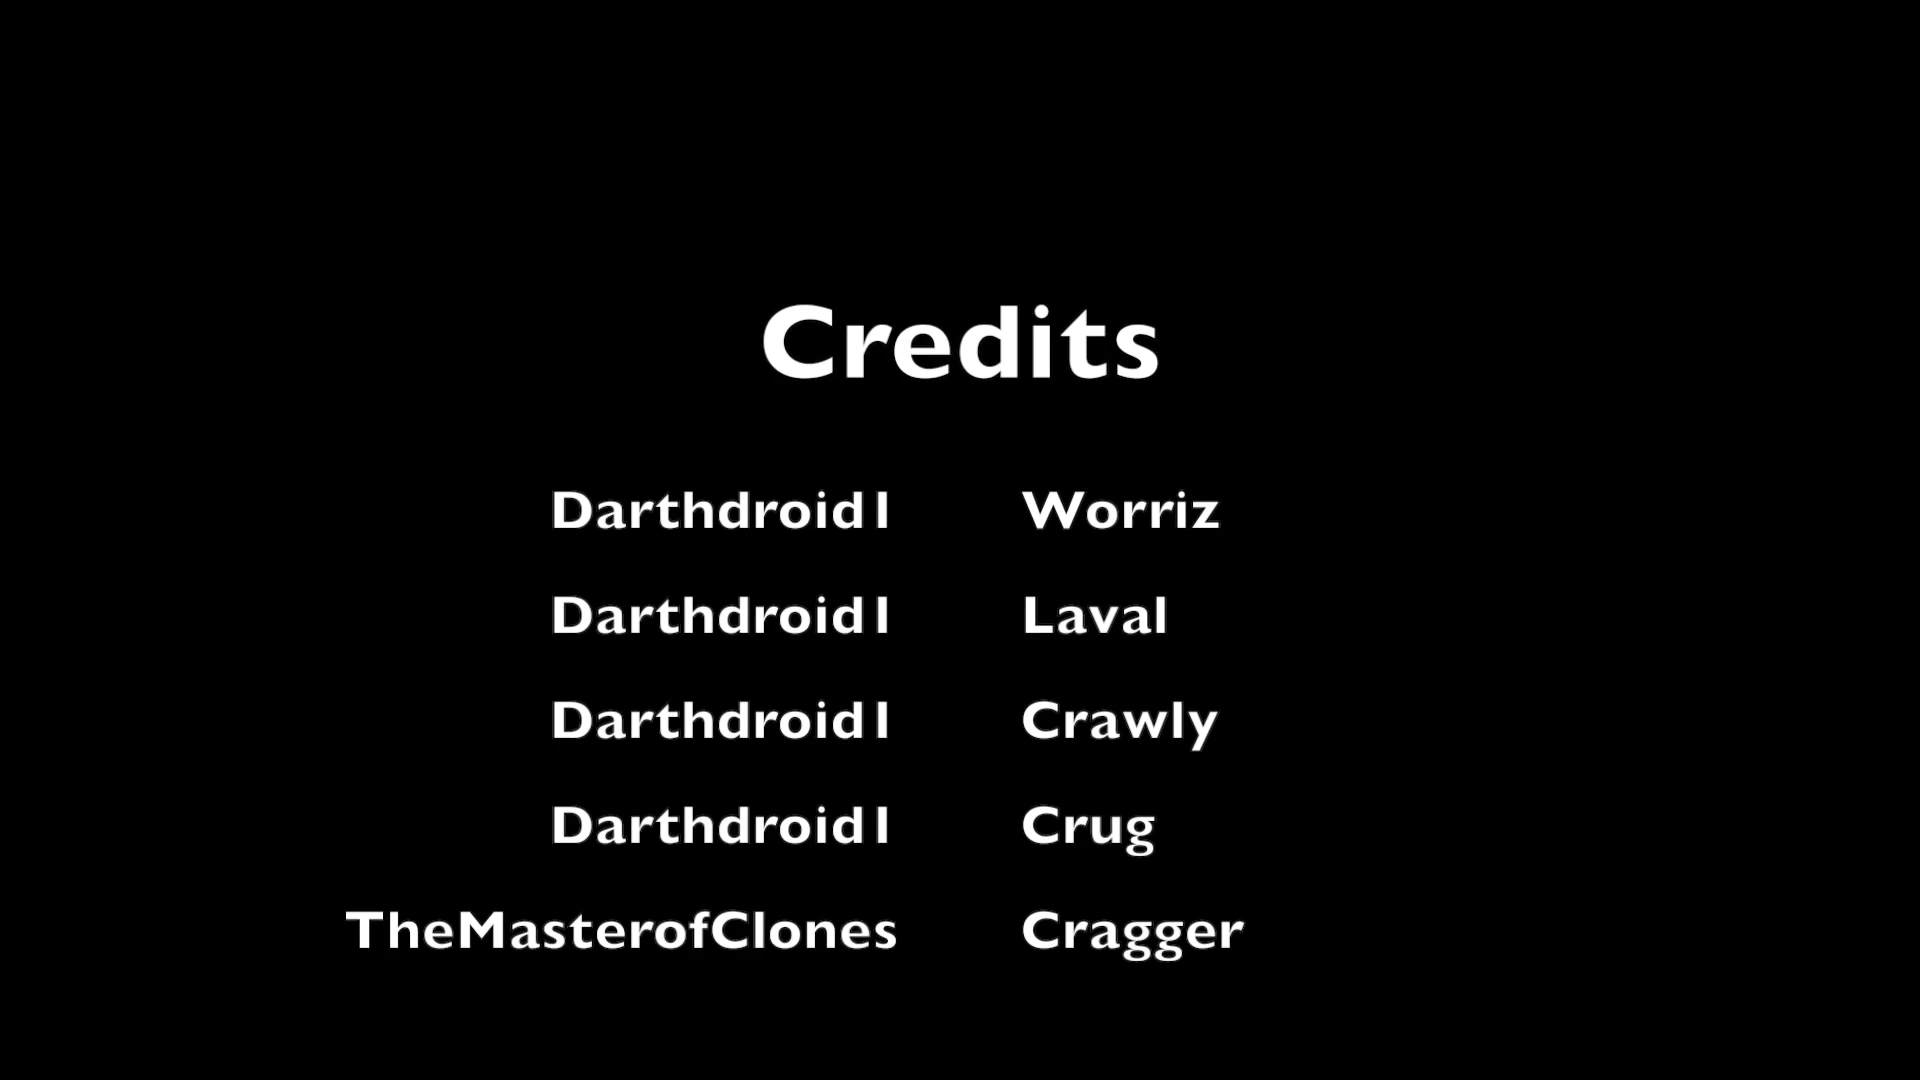 Credits
Darthdroid1 Worriz
Darthdroid1 Laval
Darthdroid1 Crawly
Darthdroid1 Crug
TheMasterofClones Cragger